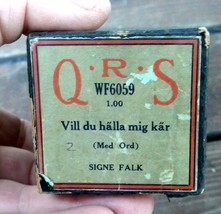 Q·R·S
WF6059
1.00
Vill du hålla mig kär
2 (Med Ord)
SIGNE FALK